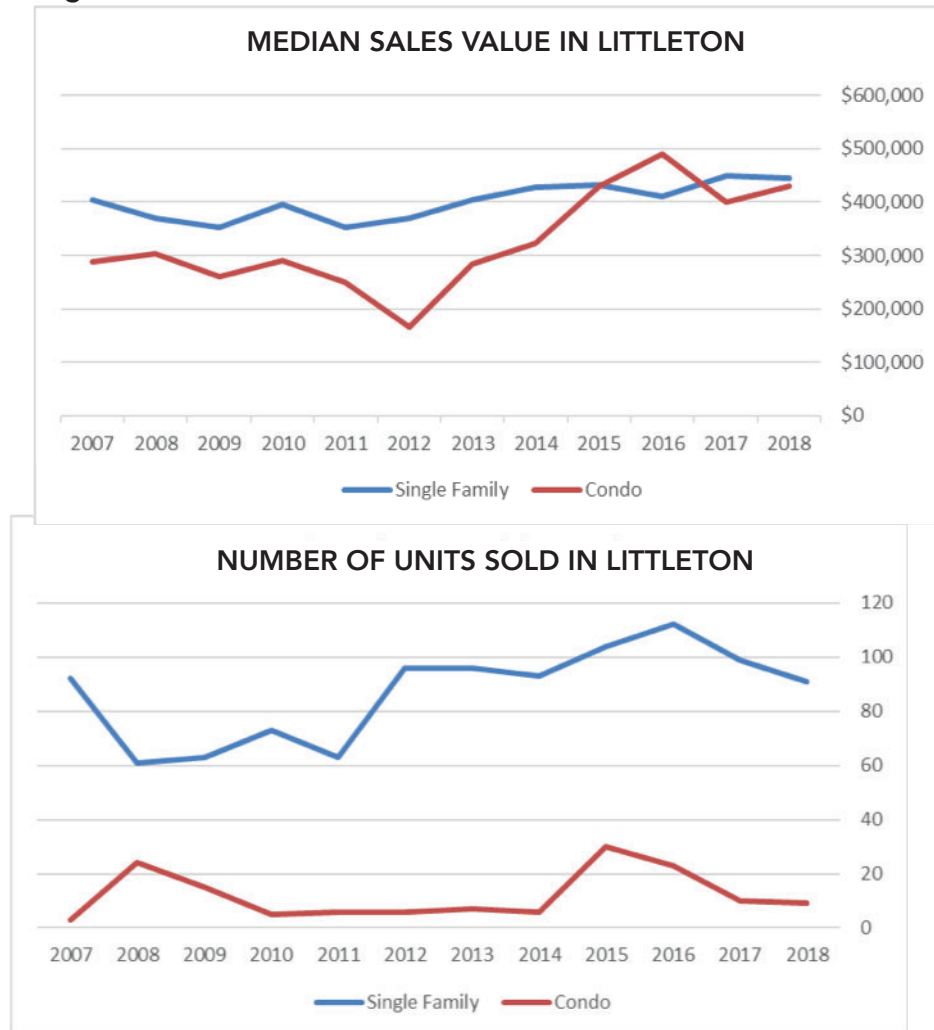 MEDIAN SALES VALUE IN LITTLETON
$600,000
$500,000
$400,000
$300,000
$200,000
$100,000
$0
2007 2008 2009 2010 2011 2012 2013 2014 2015 2016 2017 2018
Single Family Condo
NUMBER OF UNITS SOLD IN LITTLETON
120
100
80
60
40
20
0
2007 2008 2009 2010 2011 2012 2013 2014 2015 2016 2017 2018
Single Family Condo